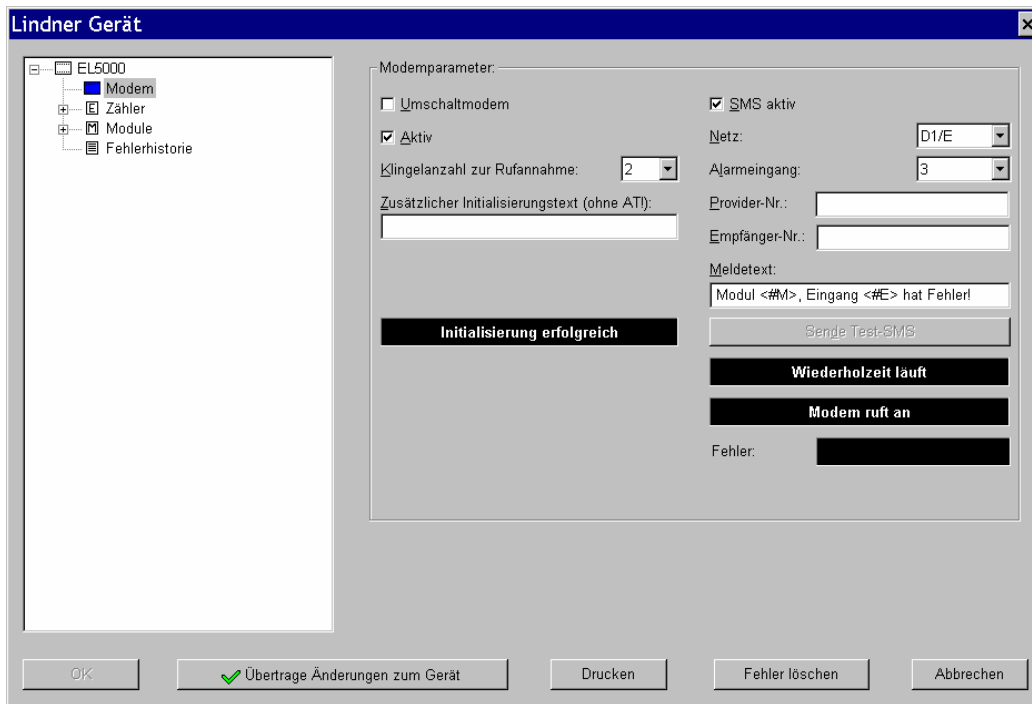 Lindner Gerät
EL5000
Modem
E Zähler
M Module
Fehlerhistorie
Modemparameter:
Umschaltmodem
Aktiv
Klingelanzahl zur Rufannahme: 2
Zusätzlicher Initialisierungstext (ohne AT!):
Initialisierung erfolgreich
SMS aktiv
Netz: D1/E
Alarmeingang: 3
Provider-Nr.:
Empfänger-Nr.:
Meldetext:
Modul <#M>, Eingang <#E> hat Fehler!
Sende Test-SMS
Wiederholzeit läuft
Modem ruft an
Fehler:
OK
Übertrage Änderungen zum Gerät
Drucken
Fehler löschen
Abbrechen